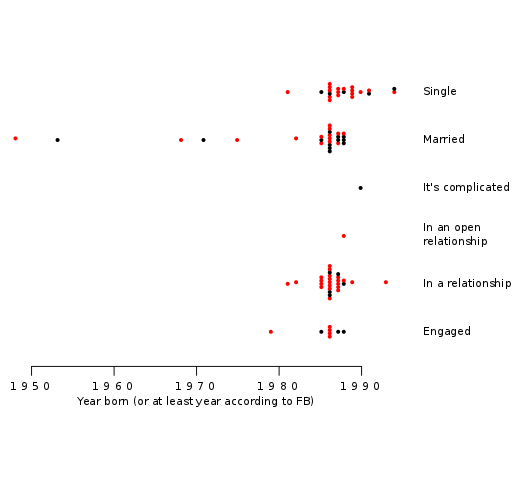 Single
Married
It's complicated
In an open
relationship
In a relationship
Engaged
1950 1960 1970 1980 1990
Year born (or at least year according to FB)